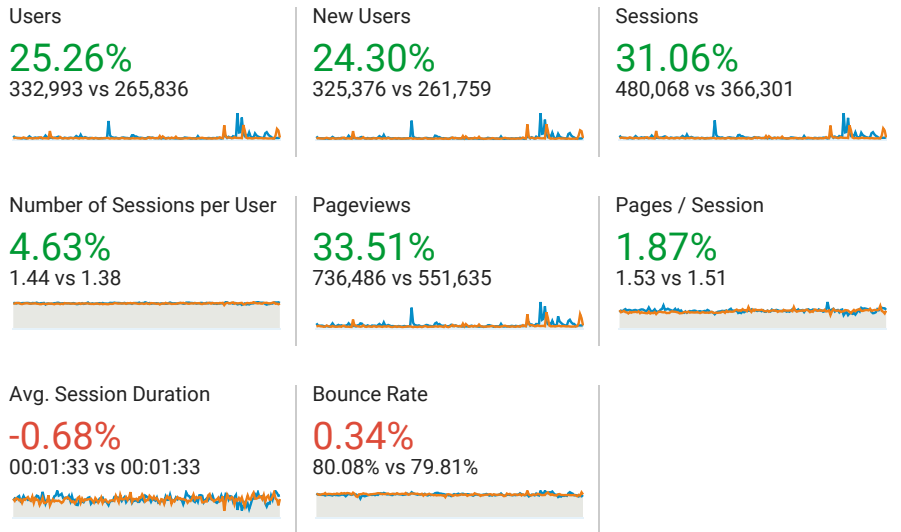 Users
25.26%
332,993 vs 265,836
New Users
24.30%
325,376 vs 261,759
Sessions
31.06%
480,068 vs 366,301
Number of Sessions per User
4.63%
1.44 vs 1.38
Pageviews
33.51%
736,486 vs 551,635
Pages / Session
1.87%
1.53 vs 1.51
Avg. Session Duration
-0.68%
00:01:33 vs 00:01:33
Bounce Rate
0.34%
80.08% vs 79.81%